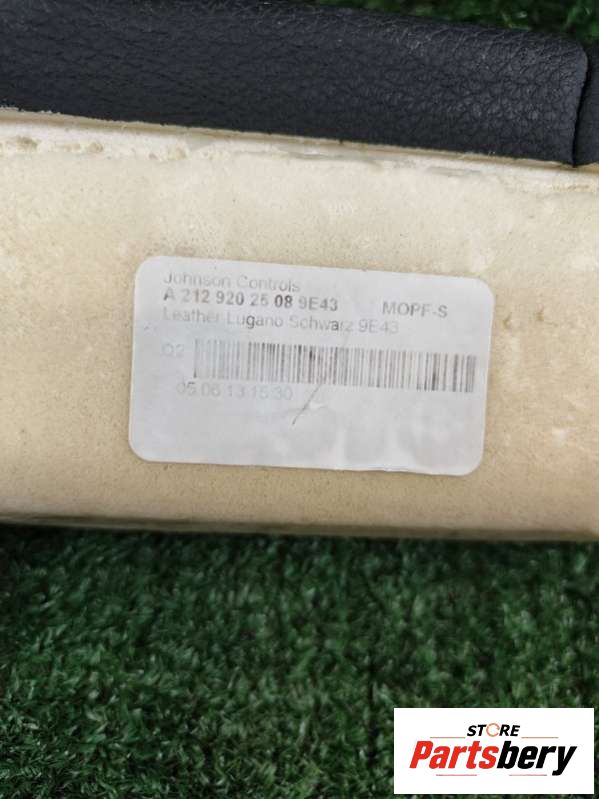 Johnson Controls
A 212 920 25 08 9E43 MOPF-S
Leather Lugano Schwarz 9E43
Q2
05.06.13 15:30
STORE
Partsbery